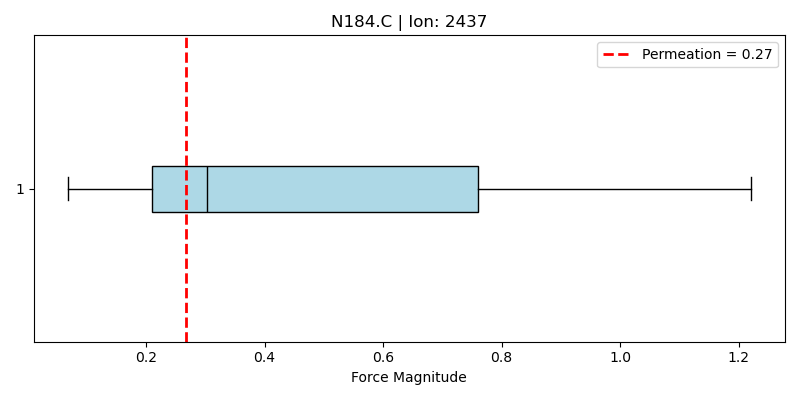 N184.C | Ion: 2437
Permeation = 0.27
1
0.2 0.4 0.6 0.8 1.0 1.2
Force Magnitude